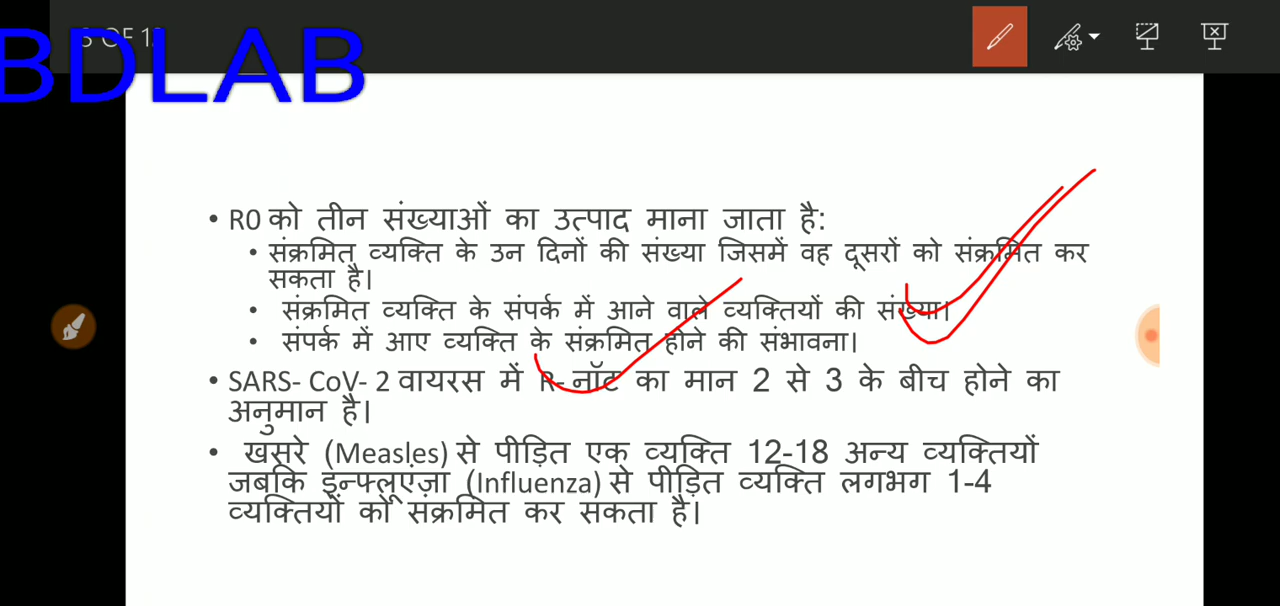 BDLAB
R0 को तीन संख्याओं का उत्पाद माना जाता है:
संक्रमित व्यक्ति के उन दिनों की संख्या जिसमें वह दूसरों को संक्रमित कर
सकता है।
संक्रमित व्यक्ति के संपर्क में आने वाले व्यक्तियों की संख्या।
संपर्क में आए व्यक्ति के संक्रमित होने की संभावना।
SARS- CoV- 2 वायरस में R- नॉट का मान 2 से 3 के बीच होने का
अनुमान है।
खसरे (Measles) से पीड़ित एक व्यक्ति 12-18 अन्य व्यक्तियों
जबकि इंन्फ्लूएंज़ा (Influenza) से पीड़ित व्यक्ति लगभग 1-4
व्यक्तियों को संक्रमित कर सकता है।